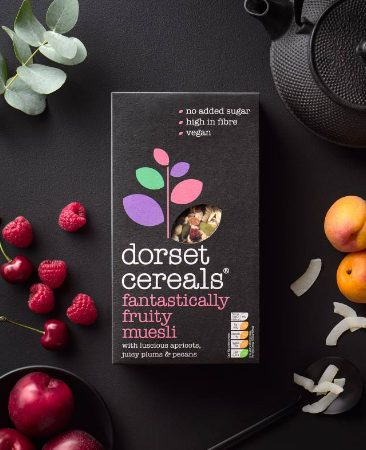 no added sugar
high in fibre
vegan
dorset
cereals®
fantastically
fruity
muesli
with luscious apricots,
juicy plums & pecans